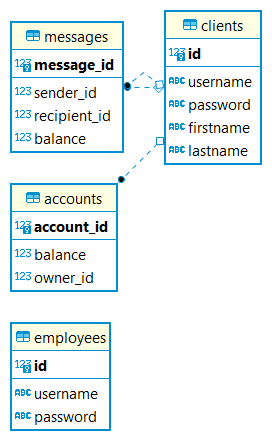 messages
123 message_id
123 sender_id
123 recipient_id
123 balance
clients
123 id
ABC username
ABC password
ABC firstname
ABC lastname
accounts
123 account_id
123 balance
123 owner_id
employees
123 id
ABC username
ABC password